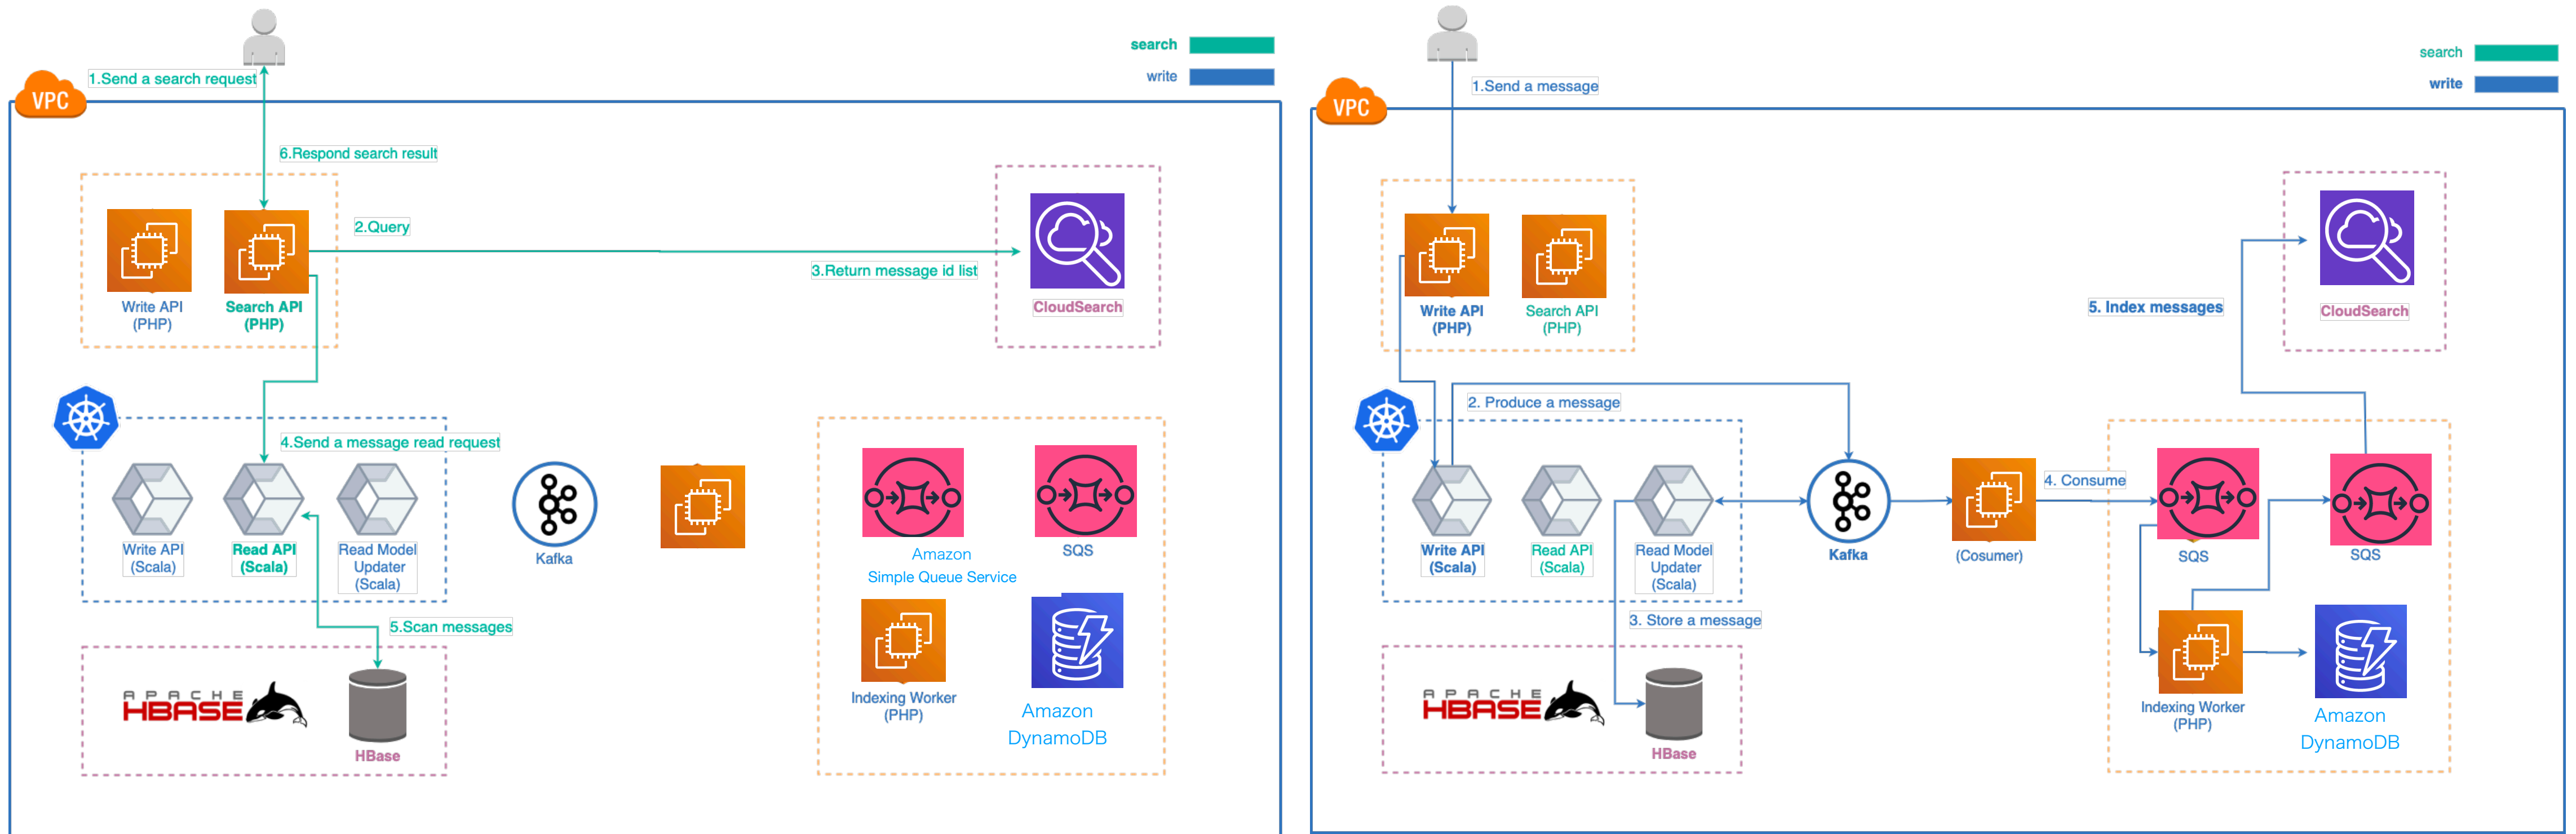 search
write
1.Send a search request
VPC
6.Respond search result
2.Query
3.Return message id list
Write API
(PHP)
Search API
(PHP)
CloudSearch
4.Send a message read request
Write API
(Scala)
Read API
(Scala)
Read Model
Updater
(Scala)
Kafka
Amazon
Simple Queue Service
SQS
5.Scan messages
APACHE
HBASE
HBase
Indexing Worker
(PHP)
Amazon
DynamoDB
search
write
1.Send a message
VPC
Write API
(PHP)
Search API
(PHP)
5. Index messages
CloudSearch
2. Produce a message
4. Consume
Write API
(Scala)
Read API
(Scala)
Read Model
Updater
(Scala)
Kafka
(Cosumer)
SQS
SQS
3. Store a message
APACHE
HBASE
HBase
Indexing Worker
(PHP)
Amazon
DynamoDB